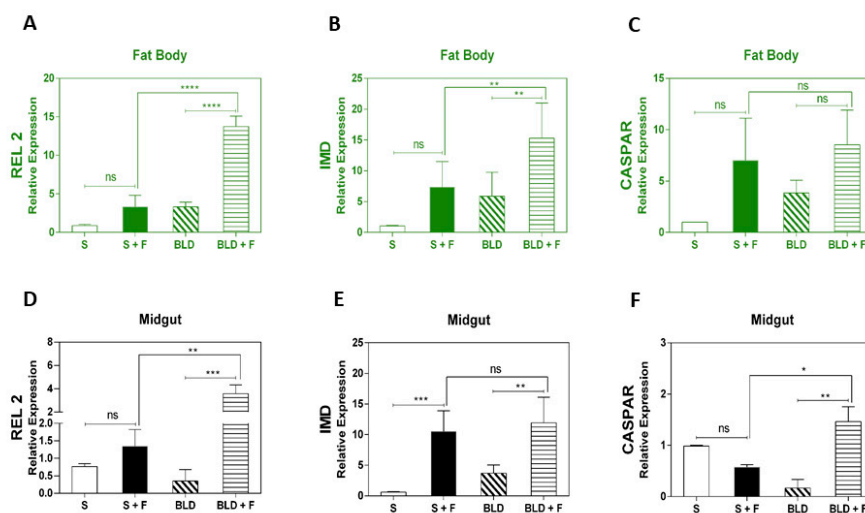 A
B
C
Fat Body
Fat Body
Fat Body
REL 2
Relative Expression
20
15
10
5
0
ns
****
****
S
S + F
BLD
BLD + F
IMD
Relative Expression
25
20
15
10
5
0
ns
**
**
S
S + F
BLD
BLD + F
CASPAR
Relative Expression
15
10
5
0
ns
ns
ns
S
S + F
BLD
BLD + F
D
E
F
Midgut
Midgut
Midgut
REL 2
Relative Expression
8
6
4
2
2.0
1.5
1.0
0.5
0.0
ns
**
***
S
S + F
BLD
BLD + F
IMD
Relative Expression
25
20
15
10
5
0
***
ns
**
S
S + F
BLD
BLD + F
CASPAR
Relative Expression
3
2
1
0
ns
*
**
S
S + F
BLD
BLD + F